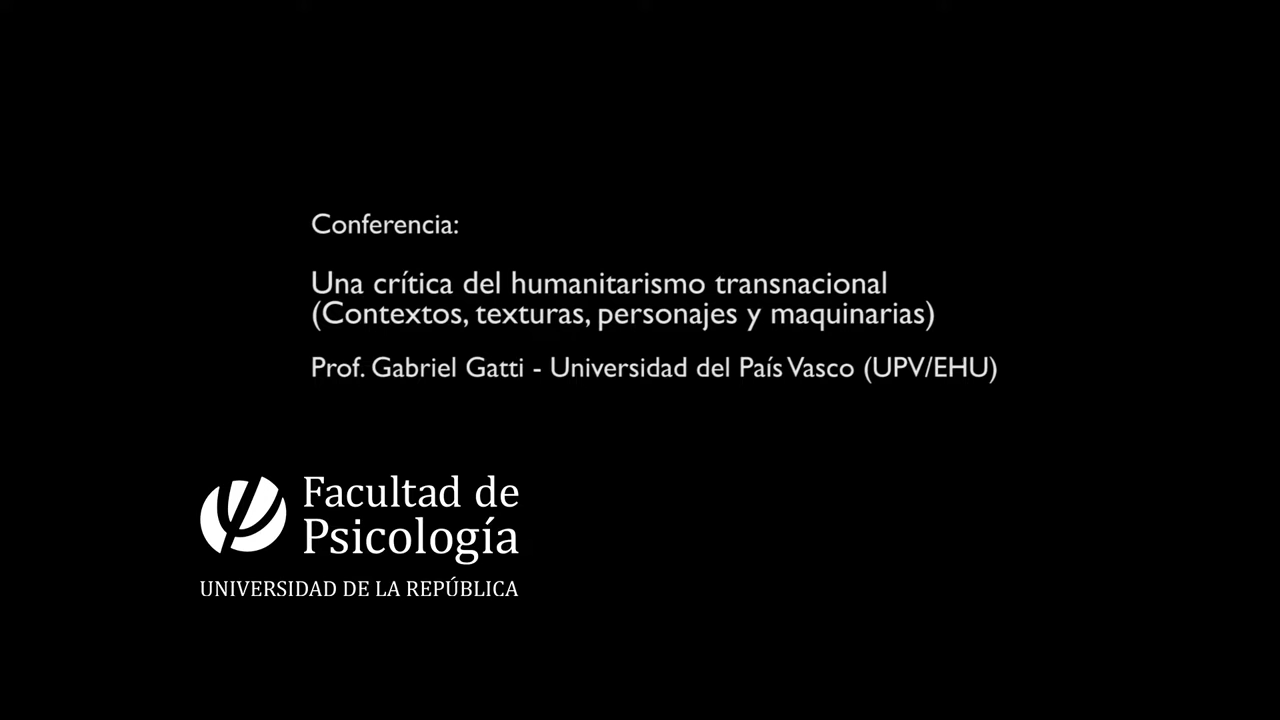 Conferencia:
Una crítica del humanitarismo transnacional
(Contextos, texturas, personajes y maquinarias)
Prof. Gabriel Gatti - Universidad del País Vasco (UPV/EHU)
Facultad de
Psicología
UNIVERSIDAD DE LA REPÚBLICA